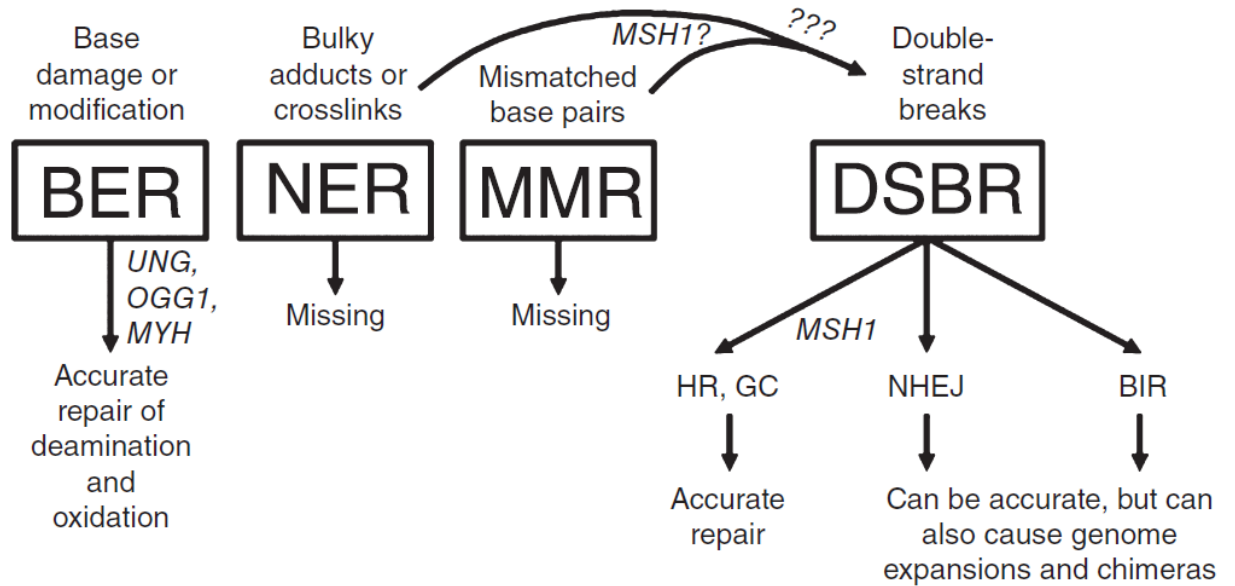 Base
damage or
modification
Bulky
adducts or
crosslinks
MSH1?
???
Mismatched
base pairs
Double-
strand
breaks
BER
NER
MMR
DSBR
UNG,
OGG1,
MYH
Missing
Missing
MSH1
Accurate
repair of
deamination
and
oxidation
HR, GC
NHEJ
BIR
Accurate
repair
Can be accurate, but can
also cause genome
expansions and chimeras